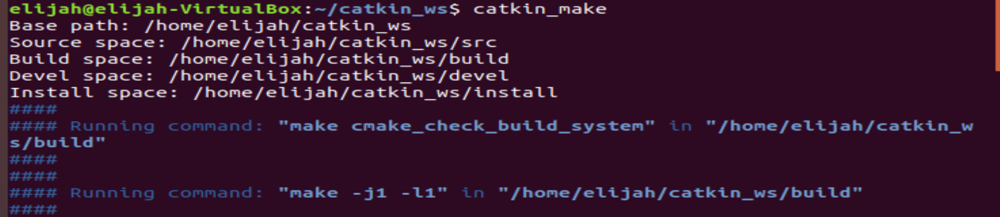 elijah@elijah-VirtualBox:~/catkin_ws$ catkin_make
Base path: /home/elijah/catkin_ws
Source space: /home/elijah/catkin_ws/src
Build space: /home/elijah/catkin_ws/build
Devel space: /home/elijah/catkin_ws/devel
Install space: /home/elijah/catkin_ws/install
####
#### Running command: "make cmake_check_build_system" in "/home/elijah/catkin_w
s/build"
####
####
#### Running command: "make -j1 -l1" in "/home/elijah/catkin_ws/build"
####